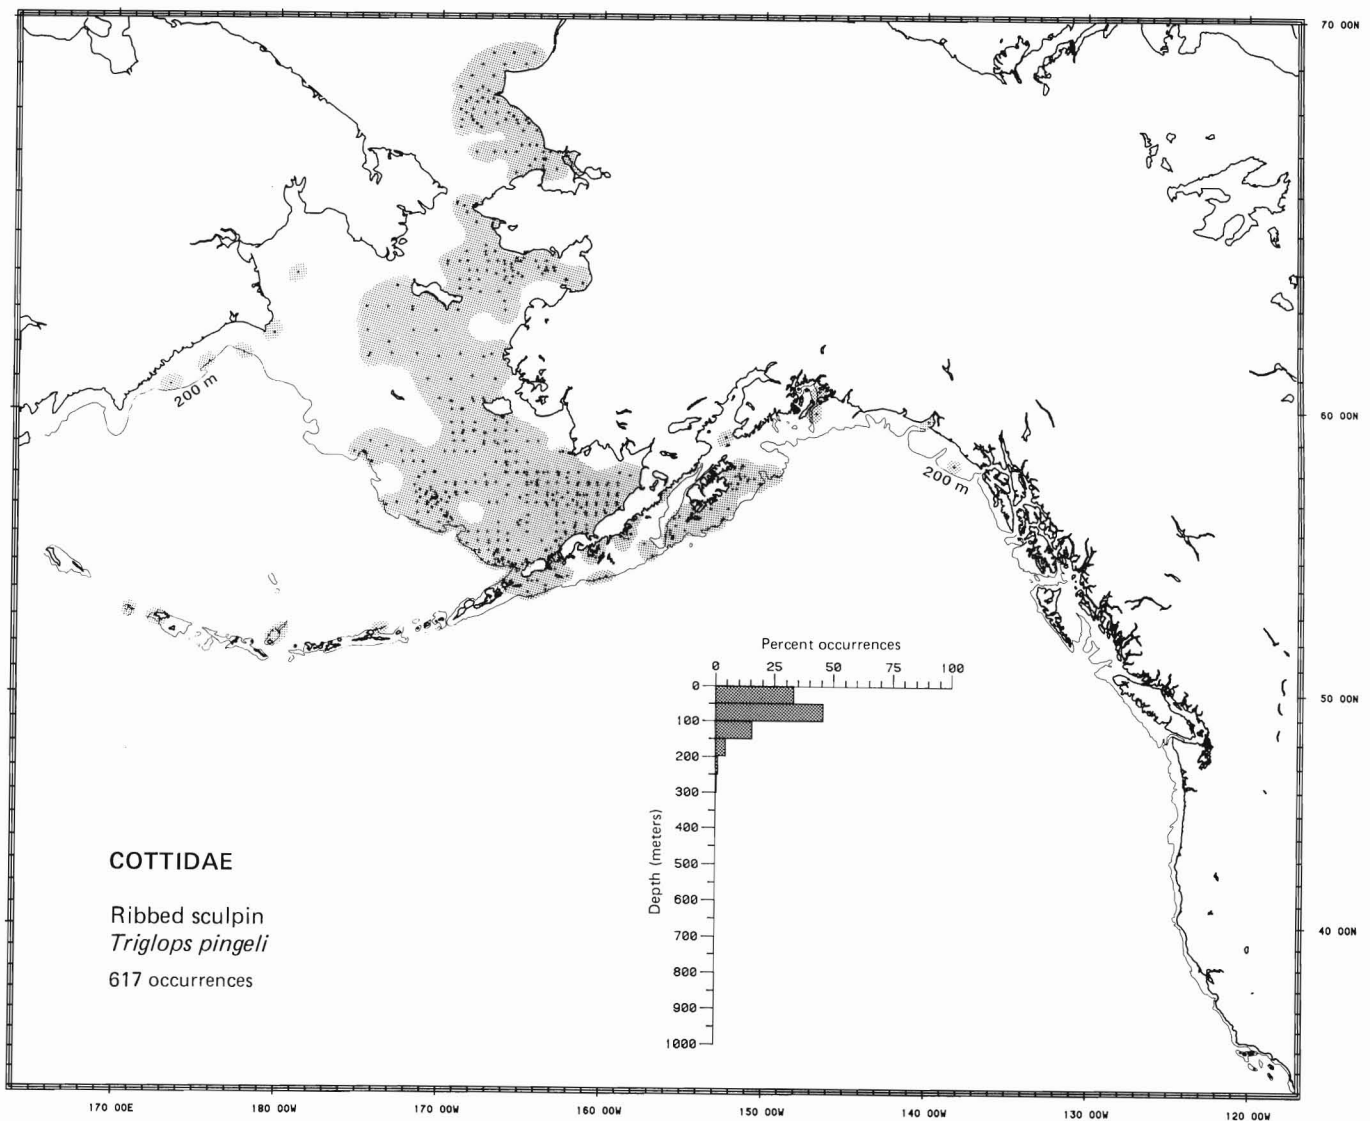 70 00N
200 m
60 00N
200 m
Percent occurrences
0 25 50 75 100
50 00N
0
100
200
300
400
500
600
700
800
900
1000
Depth (meters)
40 00N
COTTIDAE
Ribbed sculpin
Triglops pingeli
617 occurrences
170 00E 180 00W 170 00W 160 00W 150 00W 140 00W 130 00W 120 00W